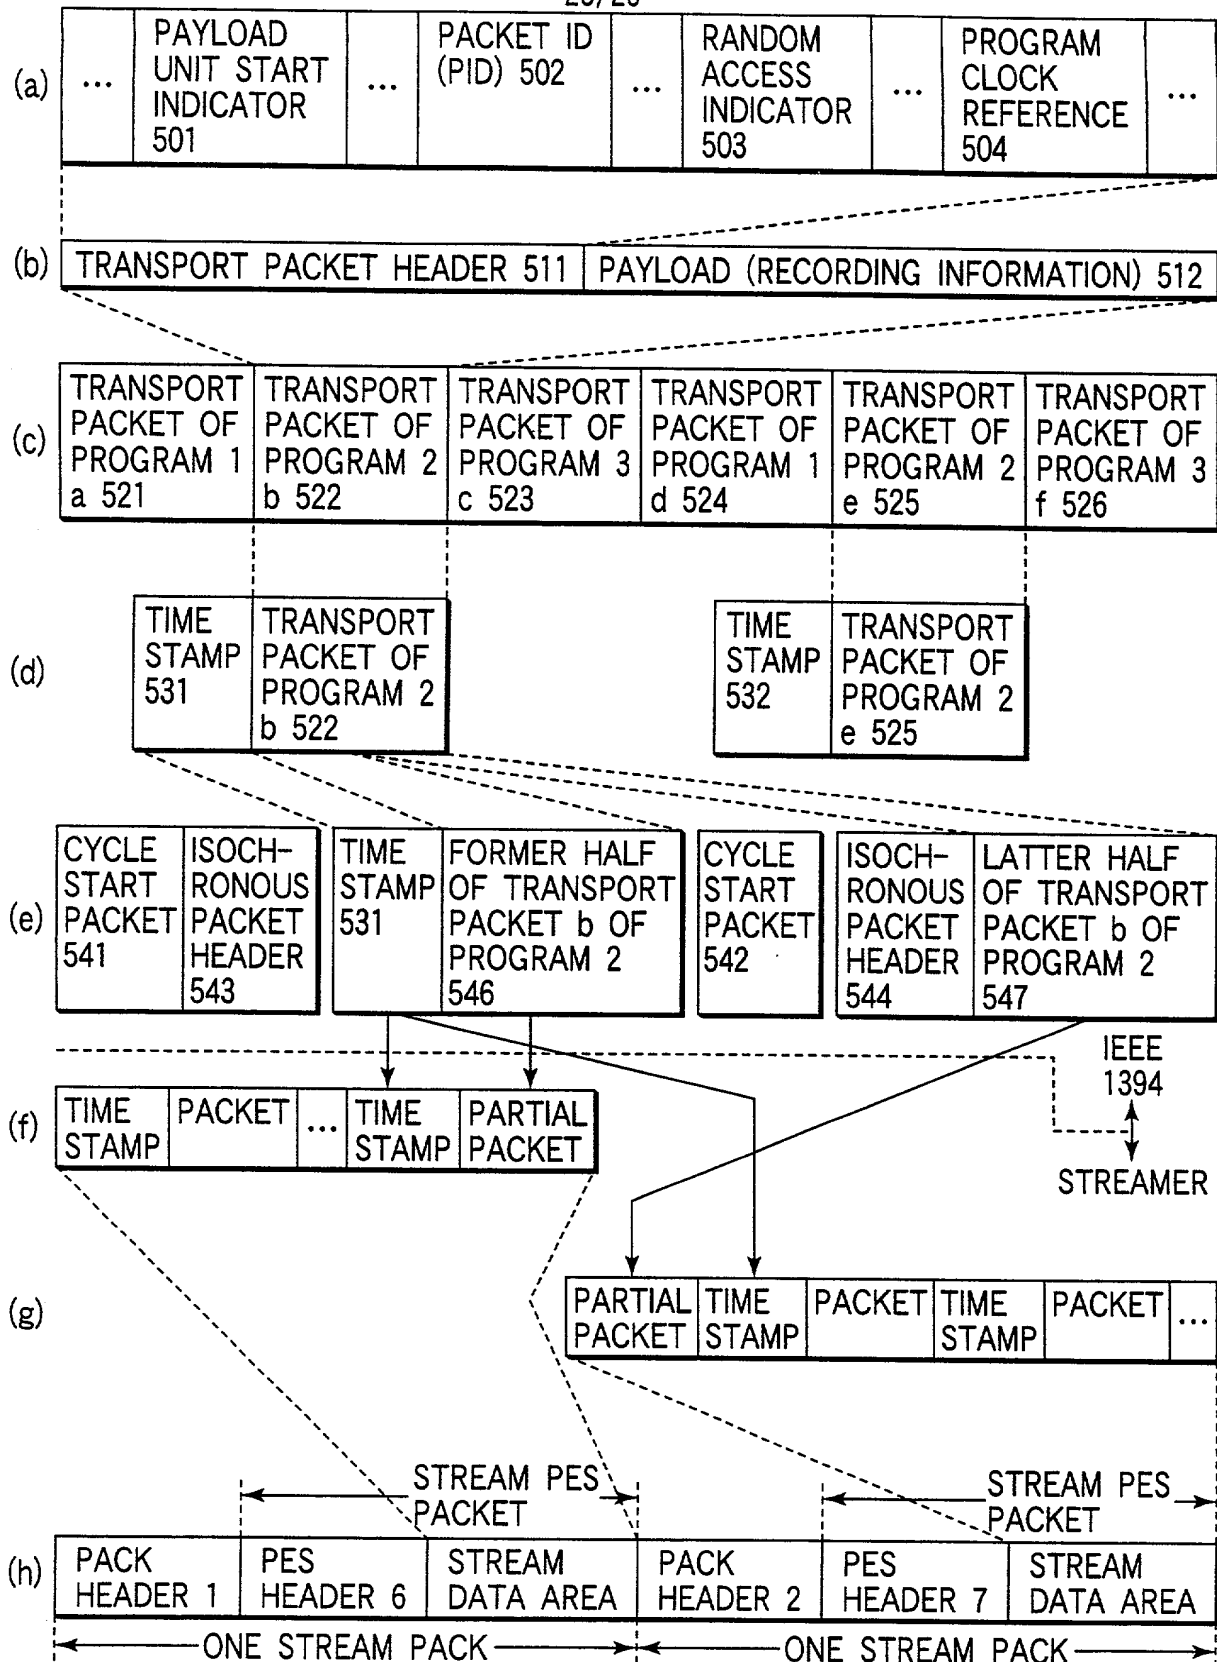 (a)
...
PAYLOAD
UNIT START
INDICATOR
501
...
PACKET ID
(PID) 502
...
RANDOM
ACCESS
INDICATOR
503
...
PROGRAM
CLOCK
REFERENCE
504
...
(b)
TRANSPORT PACKET HEADER 511
PAYLOAD (RECORDING INFORMATION) 512
(c)
TRANSPORT
PACKET OF
PROGRAM 1
a 521
TRANSPORT
PACKET OF
PROGRAM 2
b 522
TRANSPORT
PACKET OF
PROGRAM 3
c 523
TRANSPORT
PACKET OF
PROGRAM 1
d 524
TRANSPORT
PACKET OF
PROGRAM 2
e 525
TRANSPORT
PACKET OF
PROGRAM 3
f 526
(d)
TIME
STAMP
531
TRANSPORT
PACKET OF
PROGRAM 2
b 522
TIME
STAMP
532
TRANSPORT
PACKET OF
PROGRAM 2
e 525
(e)
CYCLE
START
PACKET
541
ISOCH-
RONOUS
PACKET
HEADER
543
TIME
STAMP
531
FORMER HALF
OF TRANSPORT
PACKET b OF
PROGRAM 2
546
CYCLE
START
PACKET
542
ISOCH-
RONOUS
PACKET
HEADER
544
LATTER HALF
OF TRANSPORT
PACKET b OF
PROGRAM 2
547
IEEE
1394
STREAMER
(f)
TIME
STAMP
PACKET
...
TIME
STAMP
PARTIAL
PACKET
(g)
PARTIAL
PACKET
TIME
STAMP
PACKET
TIME
STAMP
PACKET
...
STREAM PES
PACKET
STREAM PES
PACKET
(h)
PACK
HEADER 1
PES
HEADER 6
STREAM
DATA AREA
PACK
HEADER 2
PES
HEADER 7
STREAM
DATA AREA
ONE STREAM PACK
ONE STREAM PACK